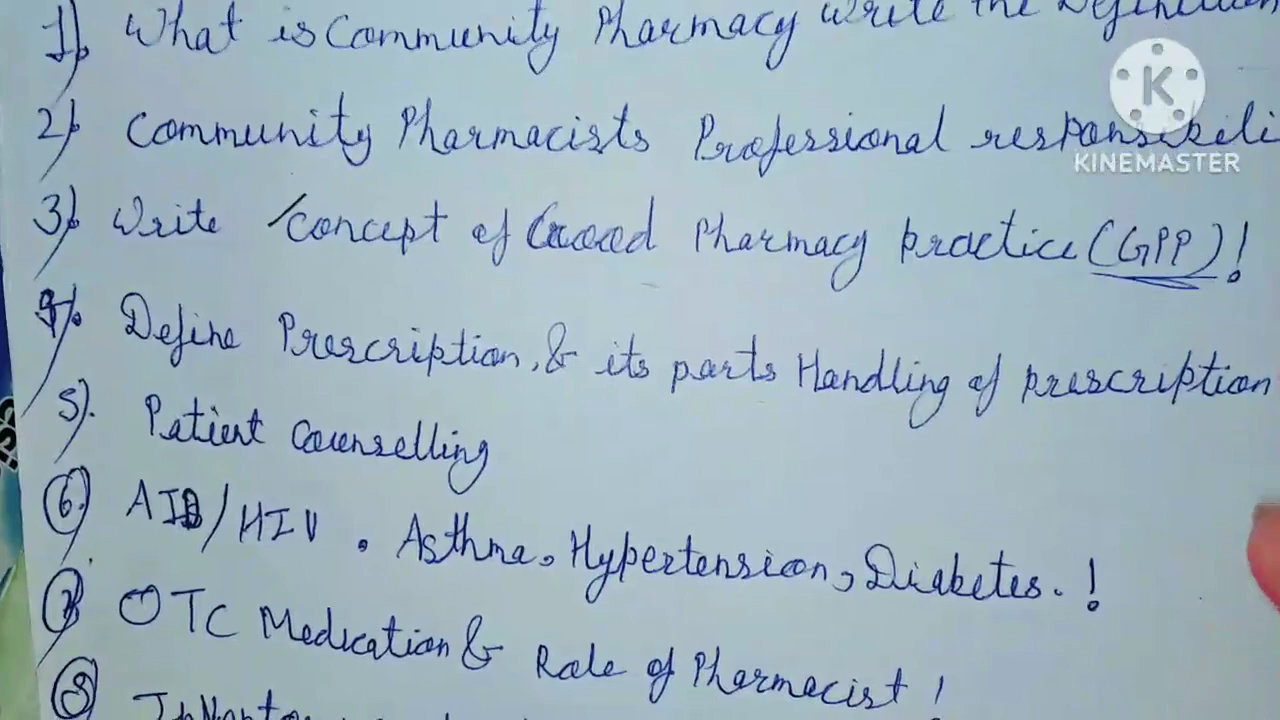 1). What is Community Pharmacy Write the Definition
2). Community Pharmacists Professional responsibili
3). Write Concept of Good Pharmacy practice (GPP)!
4). Define Prescription, & its parts Handling of prescription
5). Patient Counselling
6. AIDS/HIV. Asthma, Hypertension, Diabetes.!
7. OTC Medication & Role of Pharmacist!
8
K
KINEMASTER